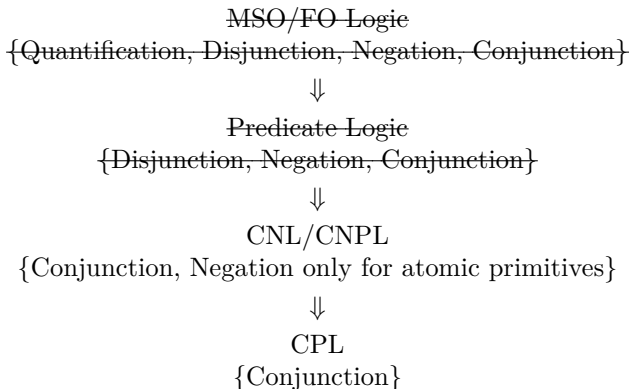 MSO/FO Logic
{Quantification, Disjunction, Negation, Conjunction}
⇓
Predicate Logic
{Disjunction, Negation, Conjunction}
⇓
CNL/CNPL
{Conjunction, Negation only for atomic primitives}
⇓
CPL
{Conjunction}